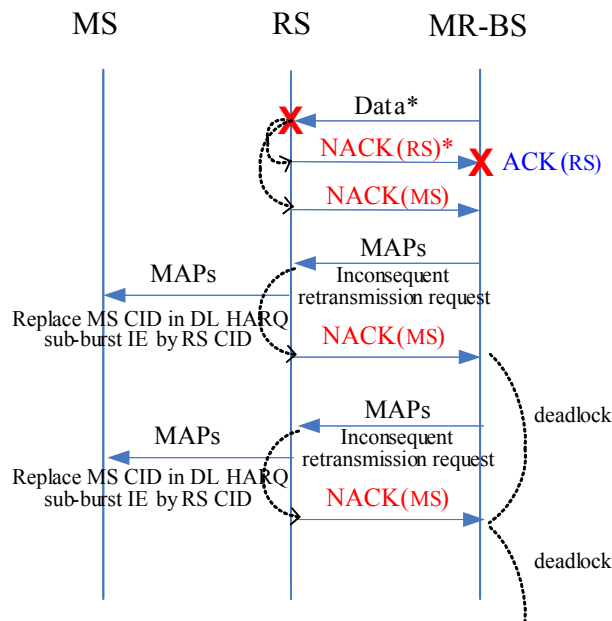 MS RS MR-BS
Data*
X
NACK(RS)* X ACK(RS)
NACK(MS)
MAPs
MAPs Inconsequent
retransmission request
Replace MS CID in DL HARQ
sub-burst IE by RS CID
NACK(MS)
deadlock
MAPs
MAPs Inconsequent
retransmission request
Replace MS CID in DL HARQ
sub-burst IE by RS CID
NACK(MS)
deadlock